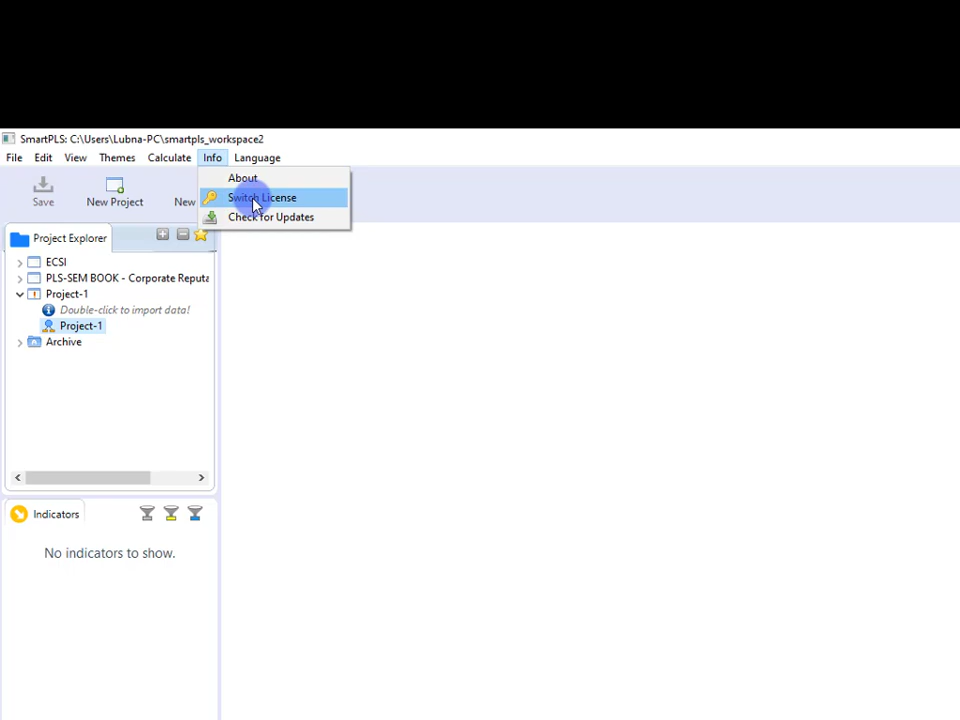 SmartPLS: C:\Users\Lubna-PC\smartpls_workspace2
File Edit View Themes Calculate Info Language
About
Switch License
Check for Updates
Save New Project New
Project Explorer
ECSI
PLS-SEM BOOK - Corporate Reputa
Project-1
Double-click to import data!
Project-1
Archive
Indicators
No indicators to show.